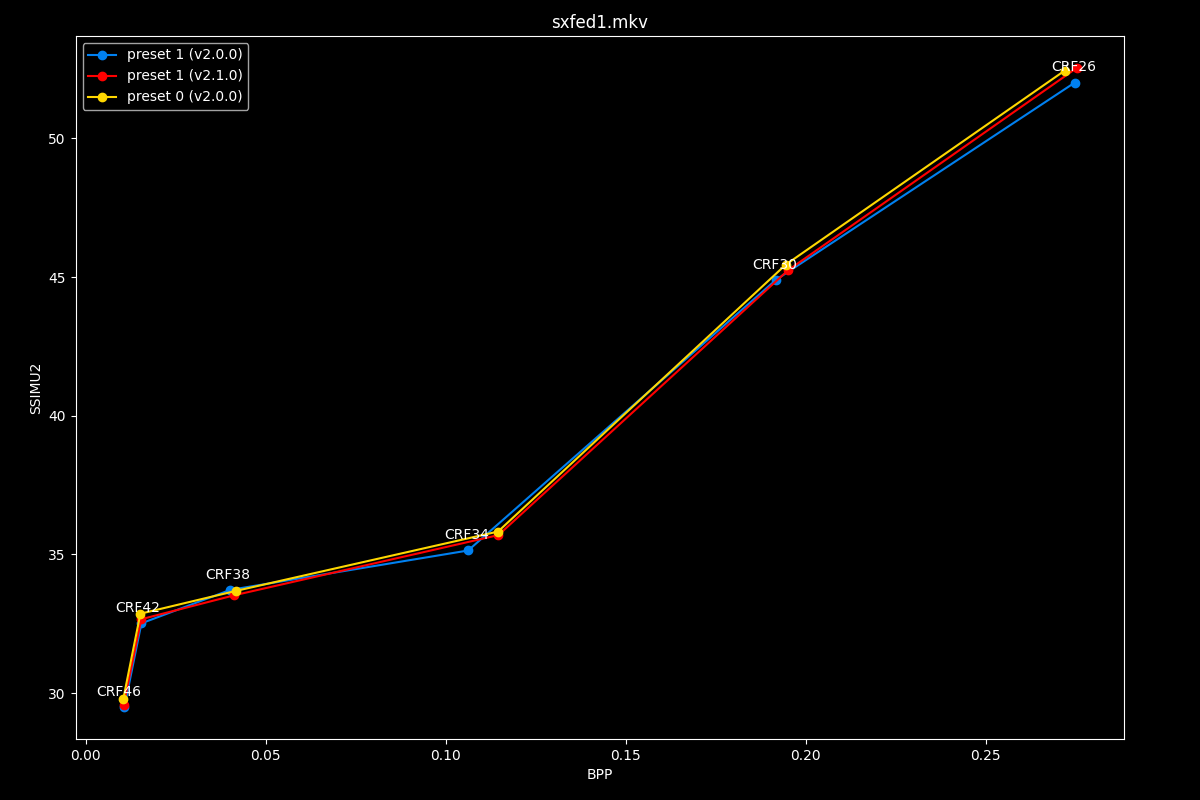 sxfed1.mkv
preset 1 (v2.0.0)
preset 1 (v2.1.0)
preset 0 (v2.0.0)
CRF26
CRF30
CRF34
CRF38
CRF42
CRF46
50
45
40
35
30
SSIMU2
0.00 0.05 0.10 0.15 0.20 0.25
BPP